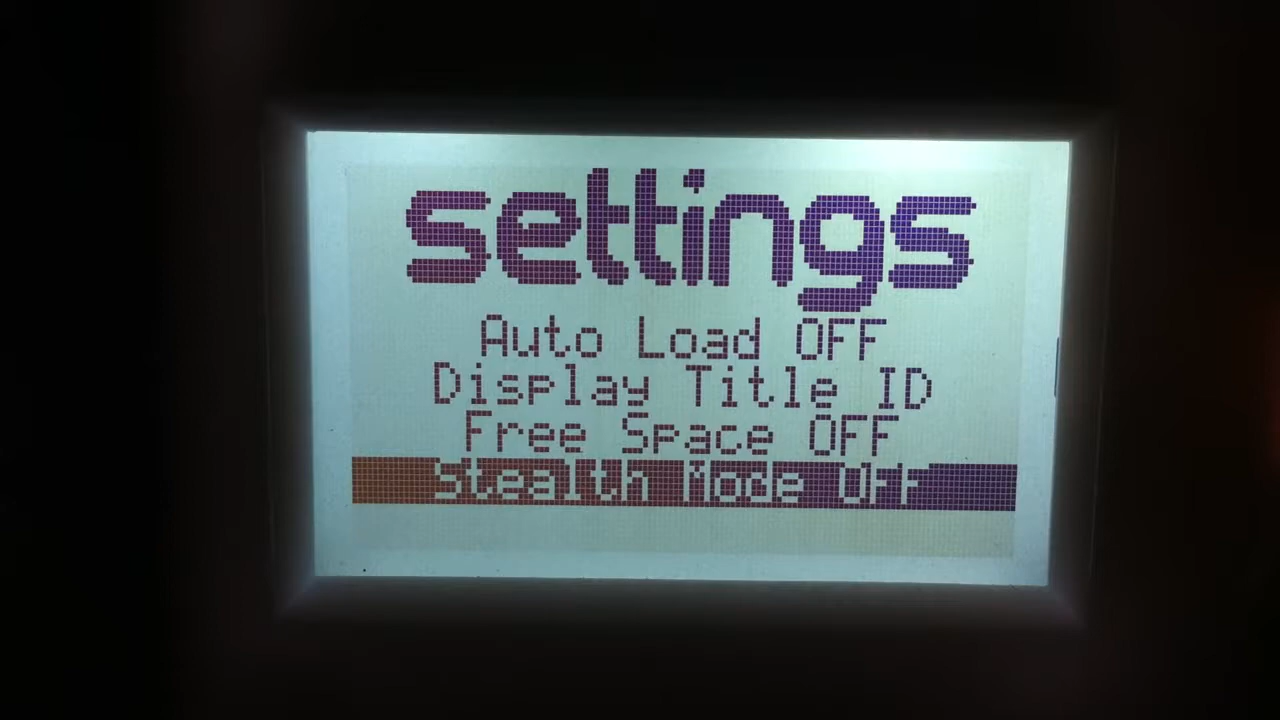 settings
Auto Load OFF
Display Title ID
Free Space OFF
Stealth Mode Off